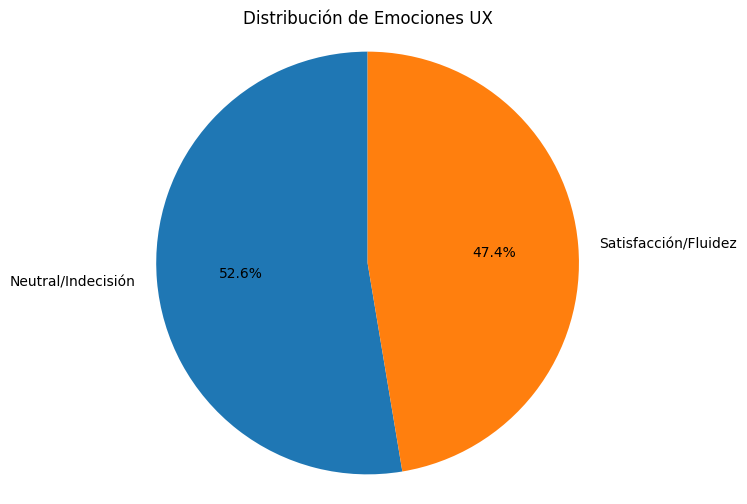 Distribución de Emociones UX
Satisfacción/Fluidez
47.4%
52.6%
Neutral/Indecisión